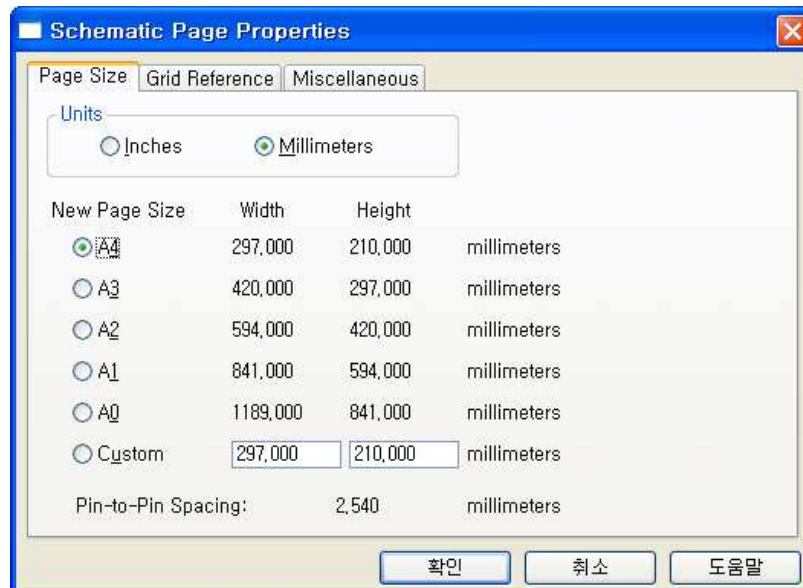 Schematic Page Properties
Page Size Grid Reference Miscellaneous
Units
Inches Millimeters
New Page Size Width Height
A4 297,000 210,000 millimeters
A3 420,000 297,000 millimeters
A2 594,000 420,000 millimeters
A1 841,000 594,000 millimeters
A0 1189,000 841,000 millimeters
Custom 297,000 210,000 millimeters
Pin-to-Pin Spacing: 2,540 millimeters
확인 취소 도움말